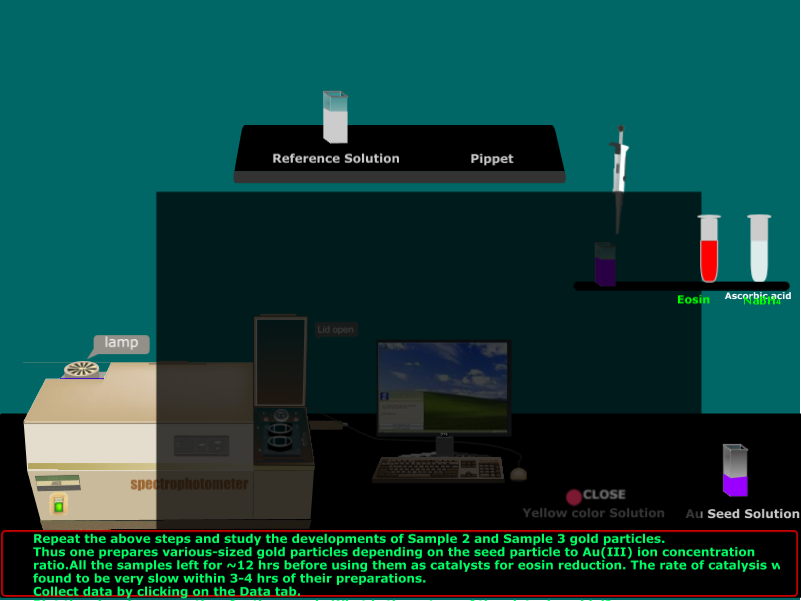 Reference Solution
Pippet
Eosin
Ascorbic acid
lamp
Lid open
spectrophotometer
CLOSE
Yellow color Solution
Au Seed Solution
Repeat the above steps and study the developments of Sample 2 and Sample 3 gold particles.
Thus one prepares various-sized gold particles depending on the seed particle to Au(III) ion concentration
ratio.All the samples left for ~12 hrs before using them as catalysts for eosin reduction. The rate of catalysis w
found to be very slow within 3-4 hrs of their preparations.
Collect data by clicking on the Data tab.